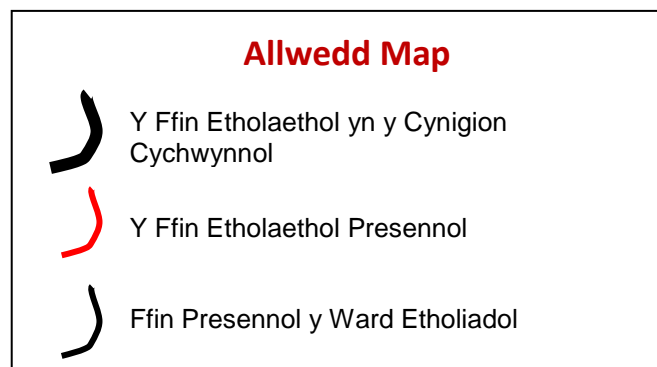 Allwedd Map
Y Ffin Etholaethol yn y Cynigion
Cychwynnol
Y Ffin Etholaethol Presennol
Ffin Presennol y Ward Etholiadol